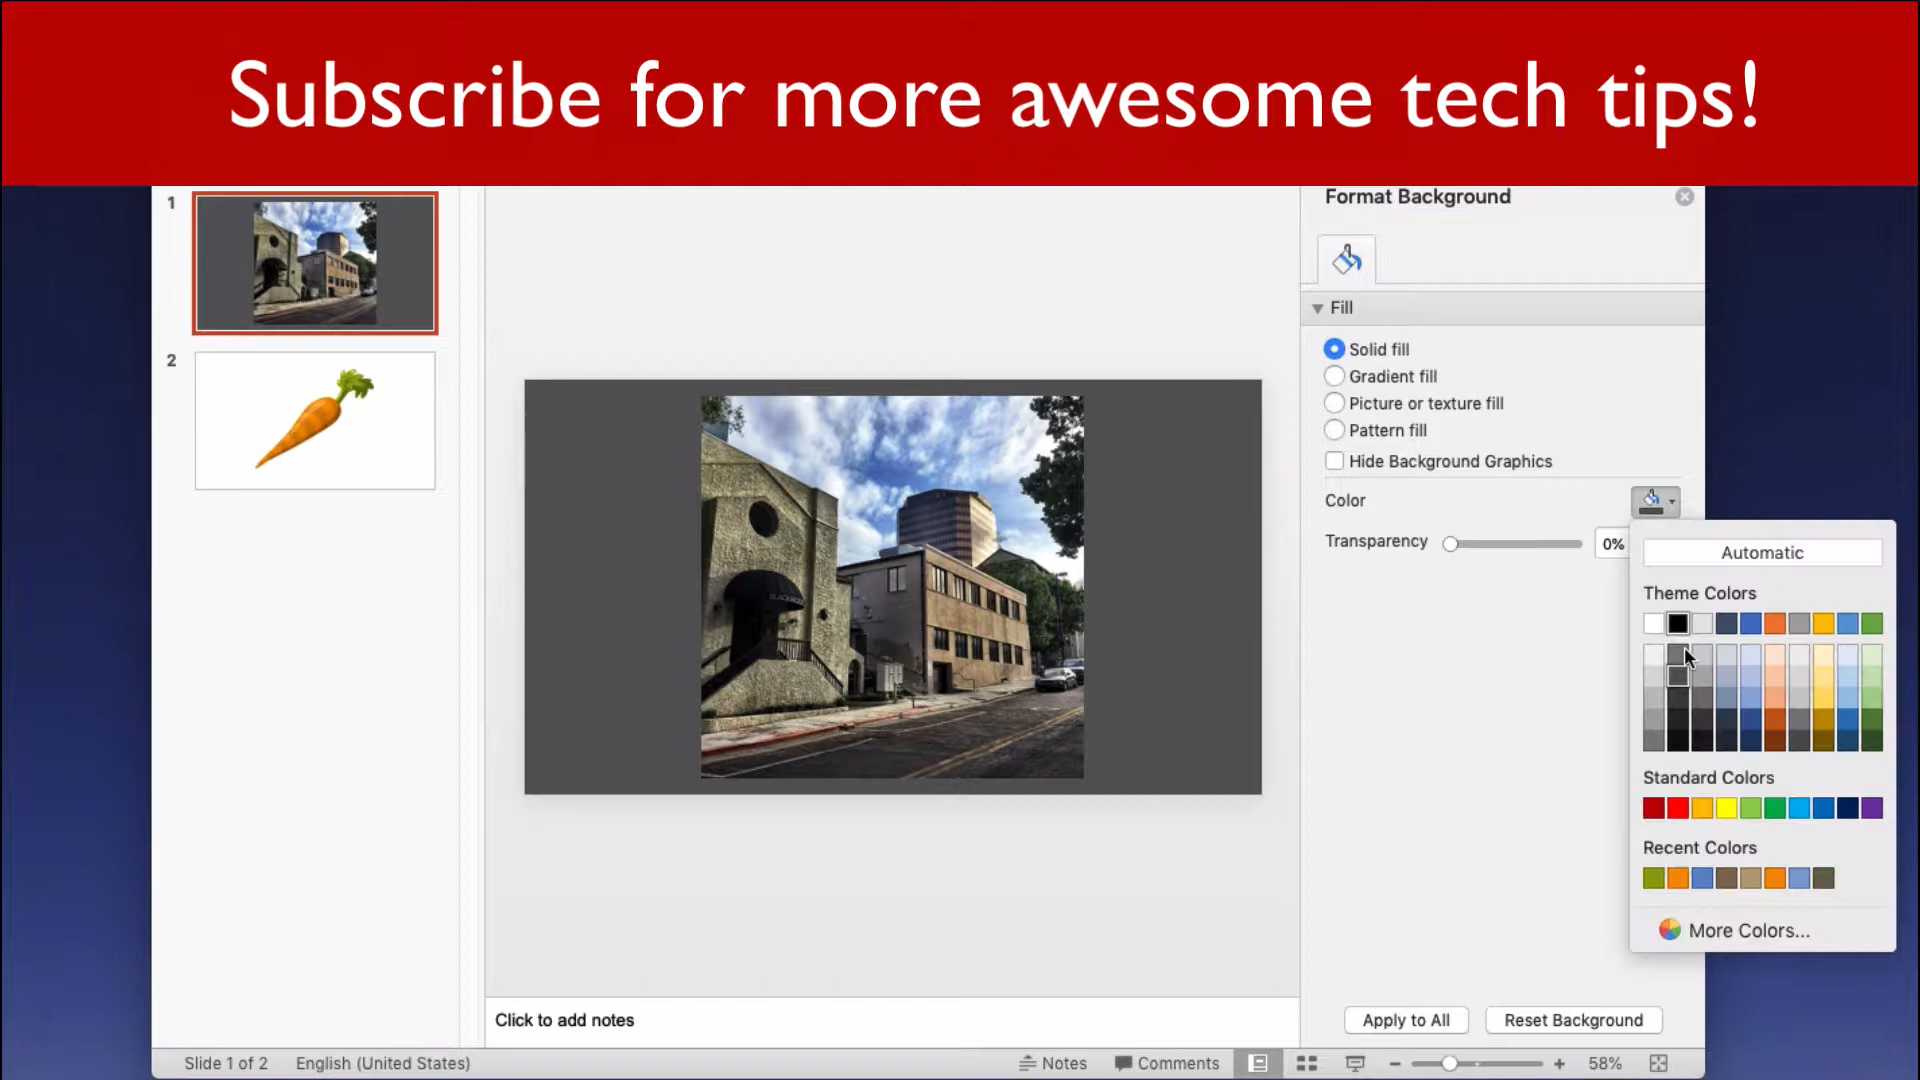 Subscribe for more awesome tech tips!
1
2
Format Background
Fill
Solid fill
Gradient fill
Picture or texture fill
Pattern fill
Hide Background Graphics
Color
Transparency
0%
Automatic
Theme Colors
Standard Colors
Recent Colors
More Colors...
Click to add notes
Apply to All
Reset Background
Slide 1 of 2
English (United States)
Notes
Comments
58%